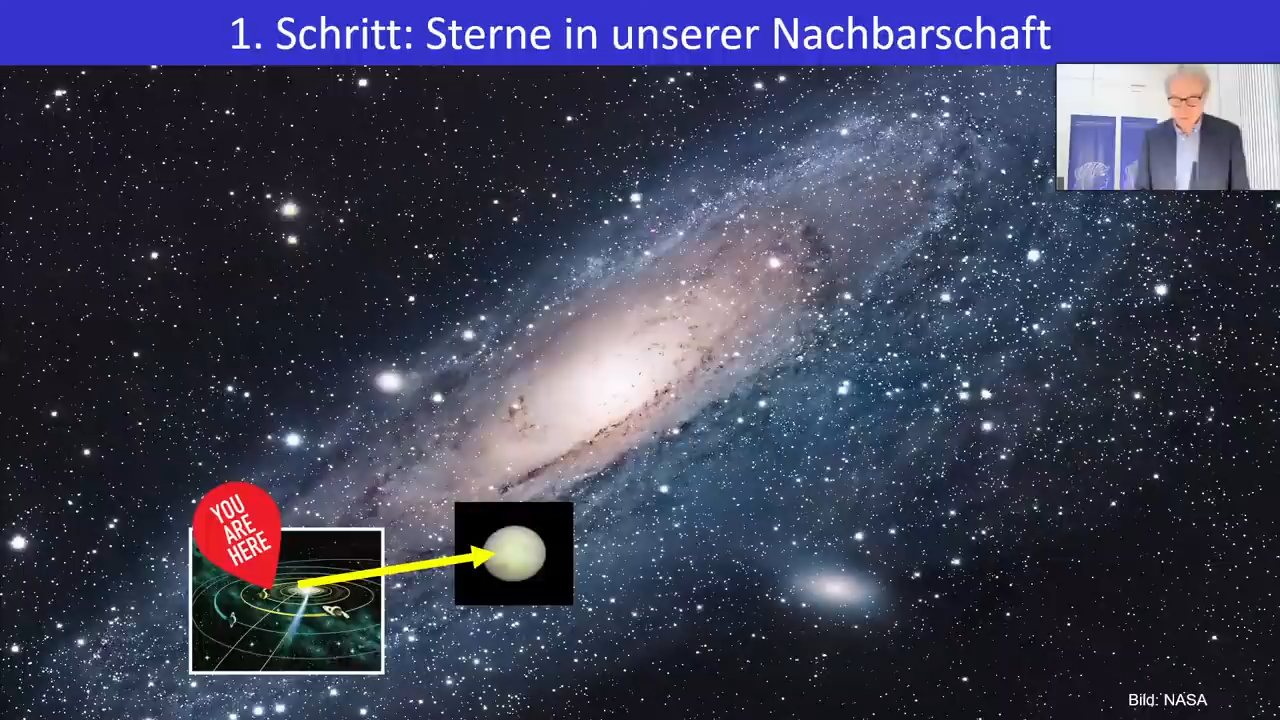 1. Schritt: Sterne in unserer Nachbarschaft
YOU
ARE
HERE
Bild: NASA